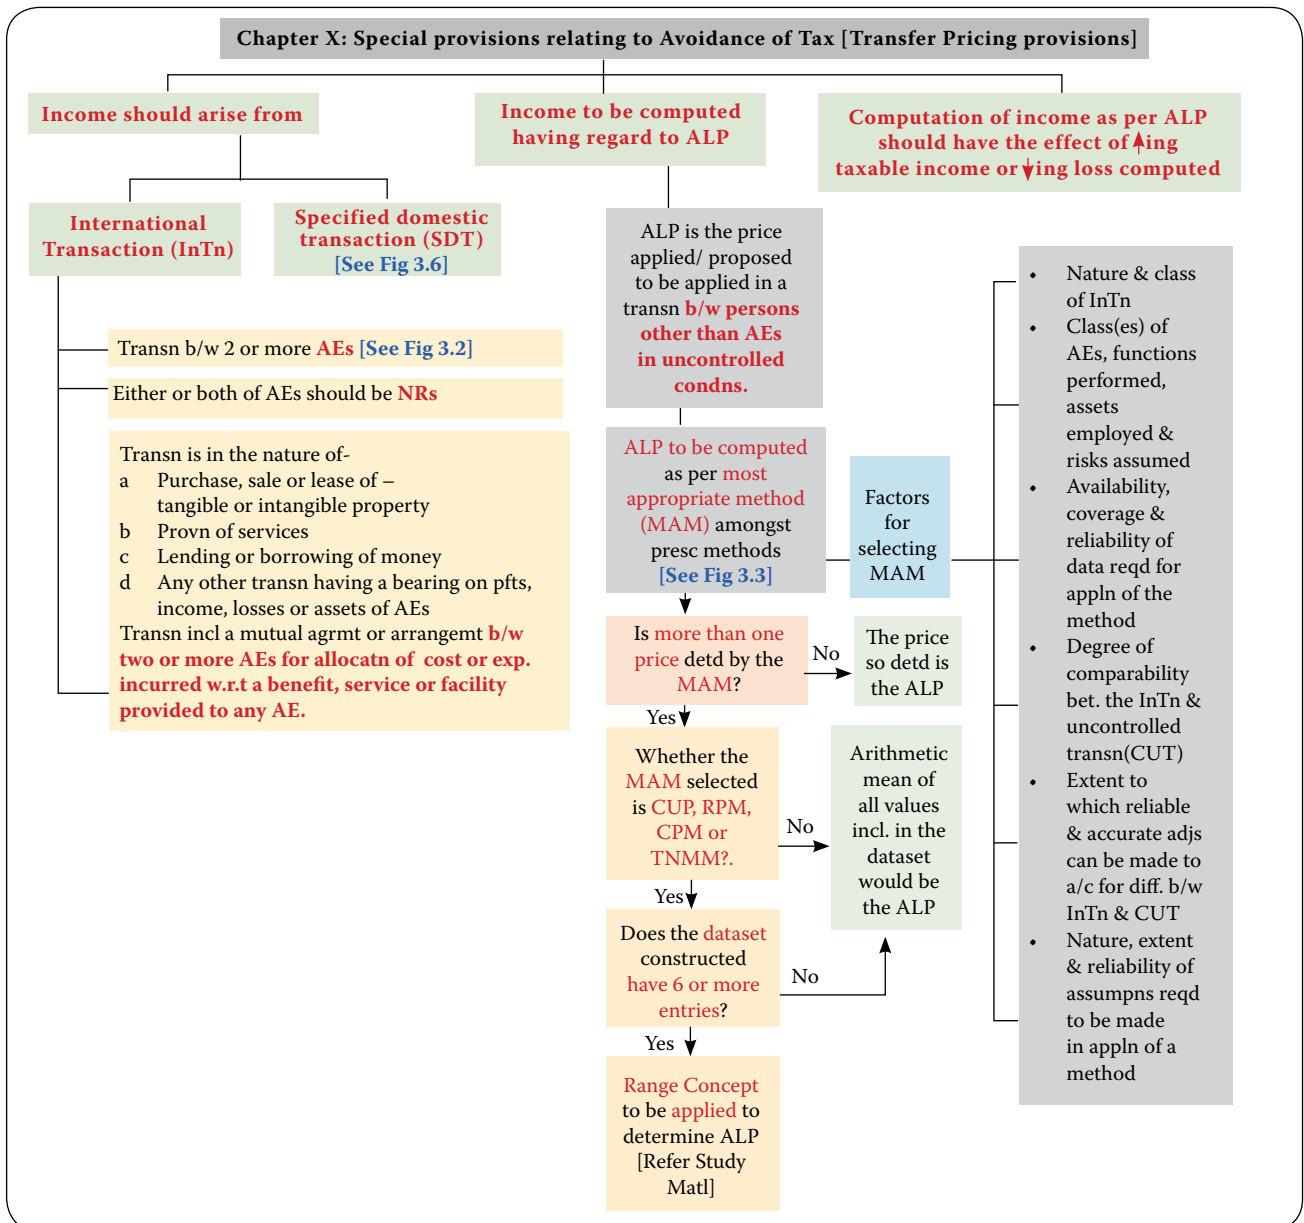 Chapter X: Special provisions relating to Avoidance of Tax [Transfer Pricing provisions]
Income should arise from
International
Transaction (InTn)
Specified domestic
transaction (SDT)
[See Fig 3.6]
Transn b/w 2 or more AEs [See Fig 3.2]
Either or both of AEs should be NRs
Transn is in the nature of-
a Purchase, sale or lease of –
tangible or intangible property
b Provn of services
c Lending or borrowing of money
d Any other transn having a bearing on pfts,
income, losses or assets of AEs
Transn incl a mutual agrmt or arrangemt b/w
two or more AEs for allocatn of cost or exp.
incurred w.r.t a benefit, service or facility
provided to any AE.
Income to be computed
having regard to ALP
ALP is the price
applied/ proposed
to be applied in a
transn b/w persons
other than AEs
in uncontrolled
condns.
ALP to be computed
as per most
appropriate method
(MAM) amongst
presc methods
[See Fig 3.3]
Factors
for
selecting
MAM
• Nature & class
of InTn
• Class(es) of
AEs, functions
performed,
assets
employed &
risks assumed
• Availability,
coverage &
reliability of
data reqd for
appln of the
method
• Degree of
comparability
bet. the InTn &
uncontrolled
transn(CUT)
• Extent to
which reliable
& accurate adjs
can be made to
a/c for diff. b/w
InTn & CUT
• Nature, extent
& reliability of
assumpns reqd
to be made
in appln of a
method
Is more than one
price detd by the
MAM?
No
The price
so detd is
the ALP
Yes
Whether the
MAM selected
is CUP, RPM,
CPM or
TNMM?.
No
Arithmetic
mean of
all values
incl. in the
dataset
would be
the ALP
Yes
Does the dataset
constructed
have 6 or more
entries?
No
Yes
Range Concept
to be applied to
determine ALP
[Refer Study
Matl]
Computation of income as per ALP
should have the effect of ↑ing
taxable income or ↓ing loss computed